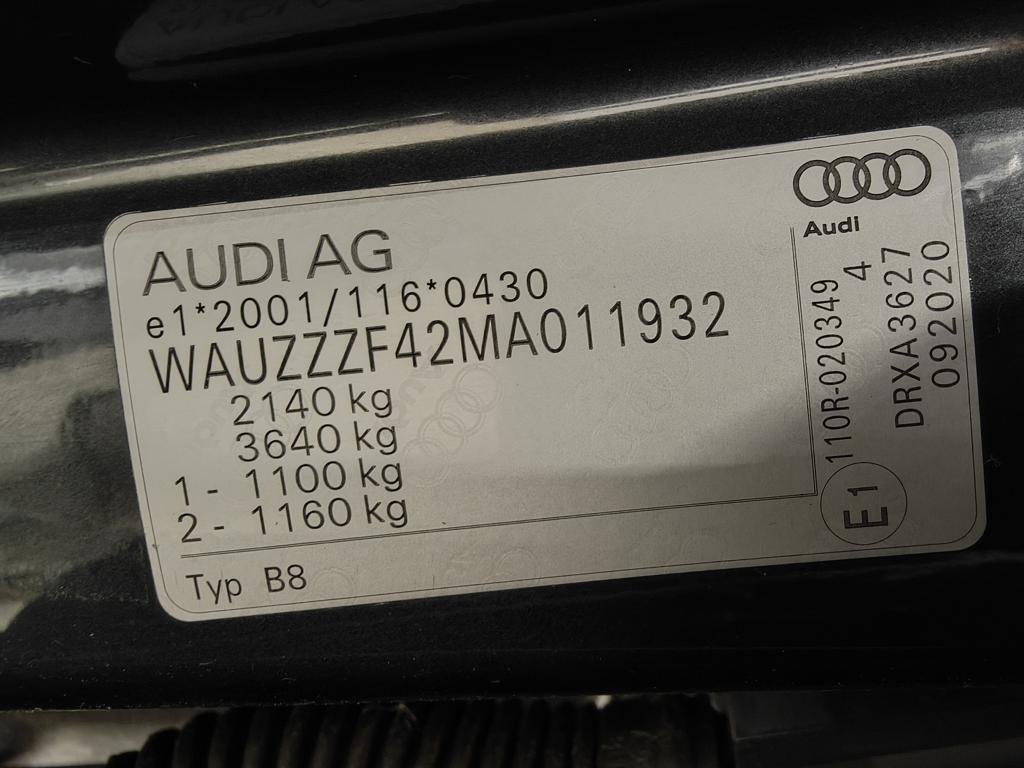 AUDI AG
e1*2001/116*0430
WAUZZZF42MA011932
2140 kg
3640 kg
1 - 1100 kg
2 - 1160 kg
Typ B8
Audi
110R-020349
4
DRXA3627
092020
E1